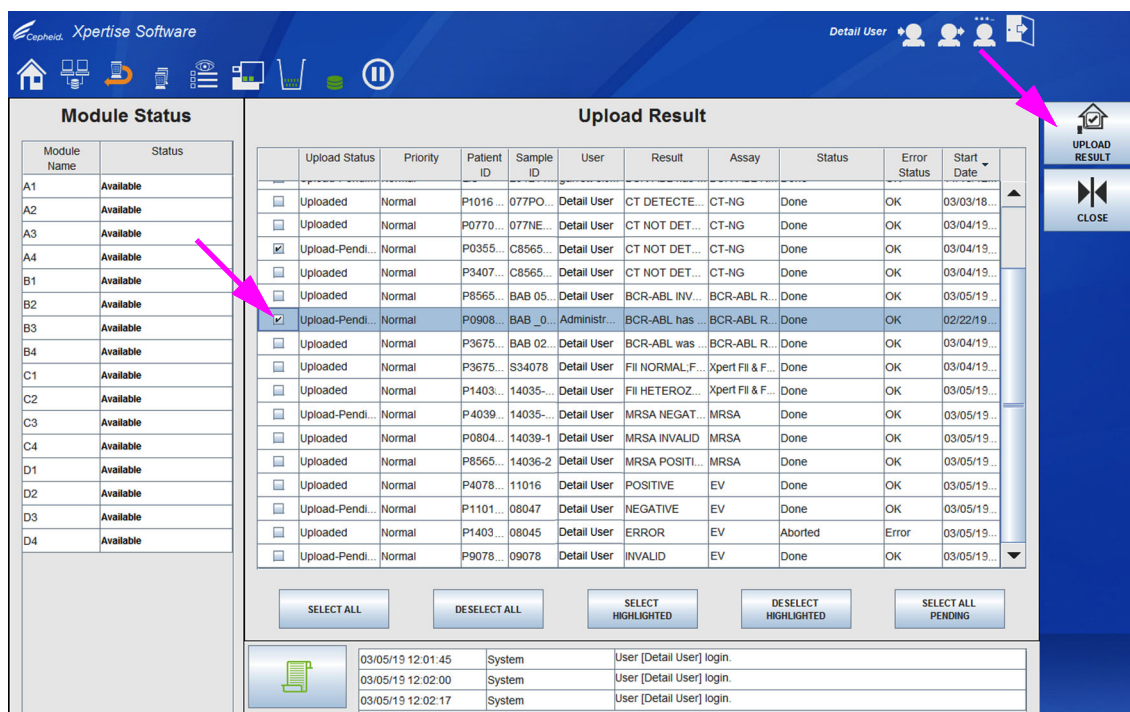 Cepheid. Xpertise Software
Detail User
Module Status
Module Name Status
A1 Available
A2 Available
A3 Available
A4 Available
B1 Available
B2 Available
B3 Available
B4 Available
C1 Available
C2 Available
C3 Available
C4 Available
D1 Available
D2 Available
D3 Available
D4 Available
Upload Result
Upload Status Priority Patient ID Sample ID User Result Assay Status Error Status Start Date
Uploaded Normal P1016... 077PO... Detail User CT DETECTE... CT-NG Done OK 03/03/18...
Uploaded Normal P0770... 077NE... Detail User CT NOT DET... CT-NG Done OK 03/04/19...
Upload-Pendi... Normal P0355... C8565... Detail User CT NOT DET... CT-NG Done OK 03/04/19...
Uploaded Normal P3407... C8565... Detail User CT NOT DET... CT-NG Done OK 03/04/19...
Uploaded Normal P8565... BAB 05... Detail User BCR-ABL INV... BCR-ABL R... Done OK 03/05/19...
Upload-Pendi... Normal P0908... BAB _0... Administr... BCR-ABL has ... BCR-ABL R... Done OK 02/22/19...
Uploaded Normal P3675... BAB 02... Detail User BCR-ABL was ... BCR-ABL R... Done OK 03/04/19...
Uploaded Normal P3675... S34078 Detail User FII NORMAL;F... Xpert FII & F... Done OK 03/04/19...
Uploaded Normal P1403... 14035-... Detail User FII HETEROZ... Xpert FII & F... Done OK 03/05/19...
Upload-Pendi... Normal P4039... 14035-... Detail User MRSA NEGAT... MRSA Done OK 03/05/19...
Uploaded Normal P0804... 14039-1 Detail User MRSA INVALID MRSA Done OK 03/05/19...
Uploaded Normal P8565... 14036-2 Detail User MRSA POSITI... MRSA Done OK 03/05/19...
Uploaded Normal P4078... 11016 Detail User POSITIVE EV Done OK 03/05/19...
Upload-Pendi... Normal P1101... 08047 Detail User NEGATIVE EV Done OK 03/05/19...
Uploaded Normal P1403... 08045 Detail User ERROR EV Aborted Error 03/05/19...
Upload-Pendi... Normal P9078... 09078 Detail User INVALID EV Done OK 03/05/19...
SELECT ALL
DESELECT ALL
SELECT
HIGHLIGHTED
DESELECT
HIGHLIGHTED
SELECT ALL
PENDING
03/05/19 12:01:45 System User [Detail User] login.
03/05/19 12:02:00 System User [Detail User] login.
03/05/19 12:02:17 System User [Detail User] login.
UPLOAD
RESULT
CLOSE